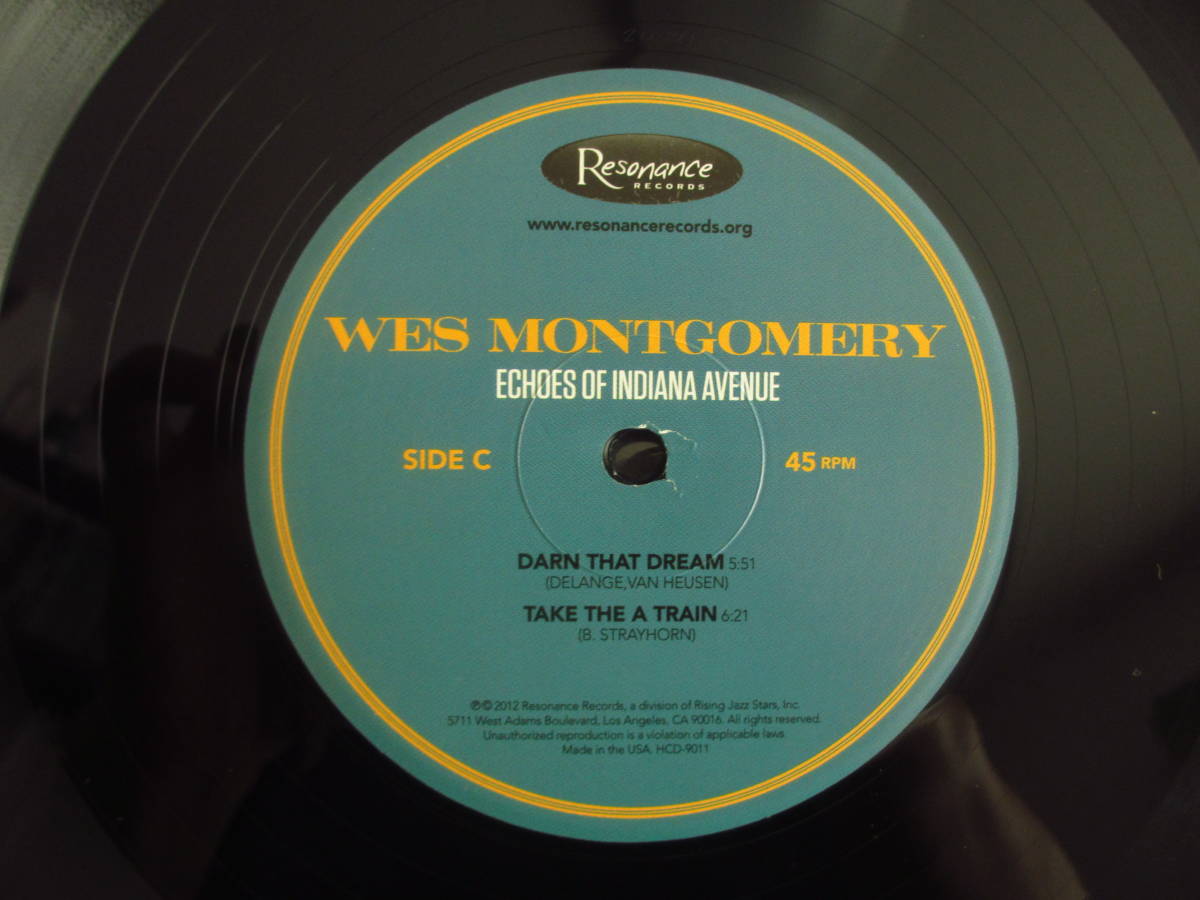 Resonance
RECORDS
www.resonancerecords.org
WES MONTGOMERY
ECHOES OF INDIANA AVENUE
SIDE C 45 RPM
DARN THAT DREAM 5:51
(DELANGE,VAN HEUSEN)
TAKE THE A TRAIN 6:21
(B. STRAYHORN)
℗© 2012 Resonance Records, a division of Rising Jazz Stars, Inc.
5711 West Adams Boulevard, Los Angeles, CA 90016. All rights reserved.
Unauthorized reproduction is a violation of applicable laws
Made in the USA. HCD-9011